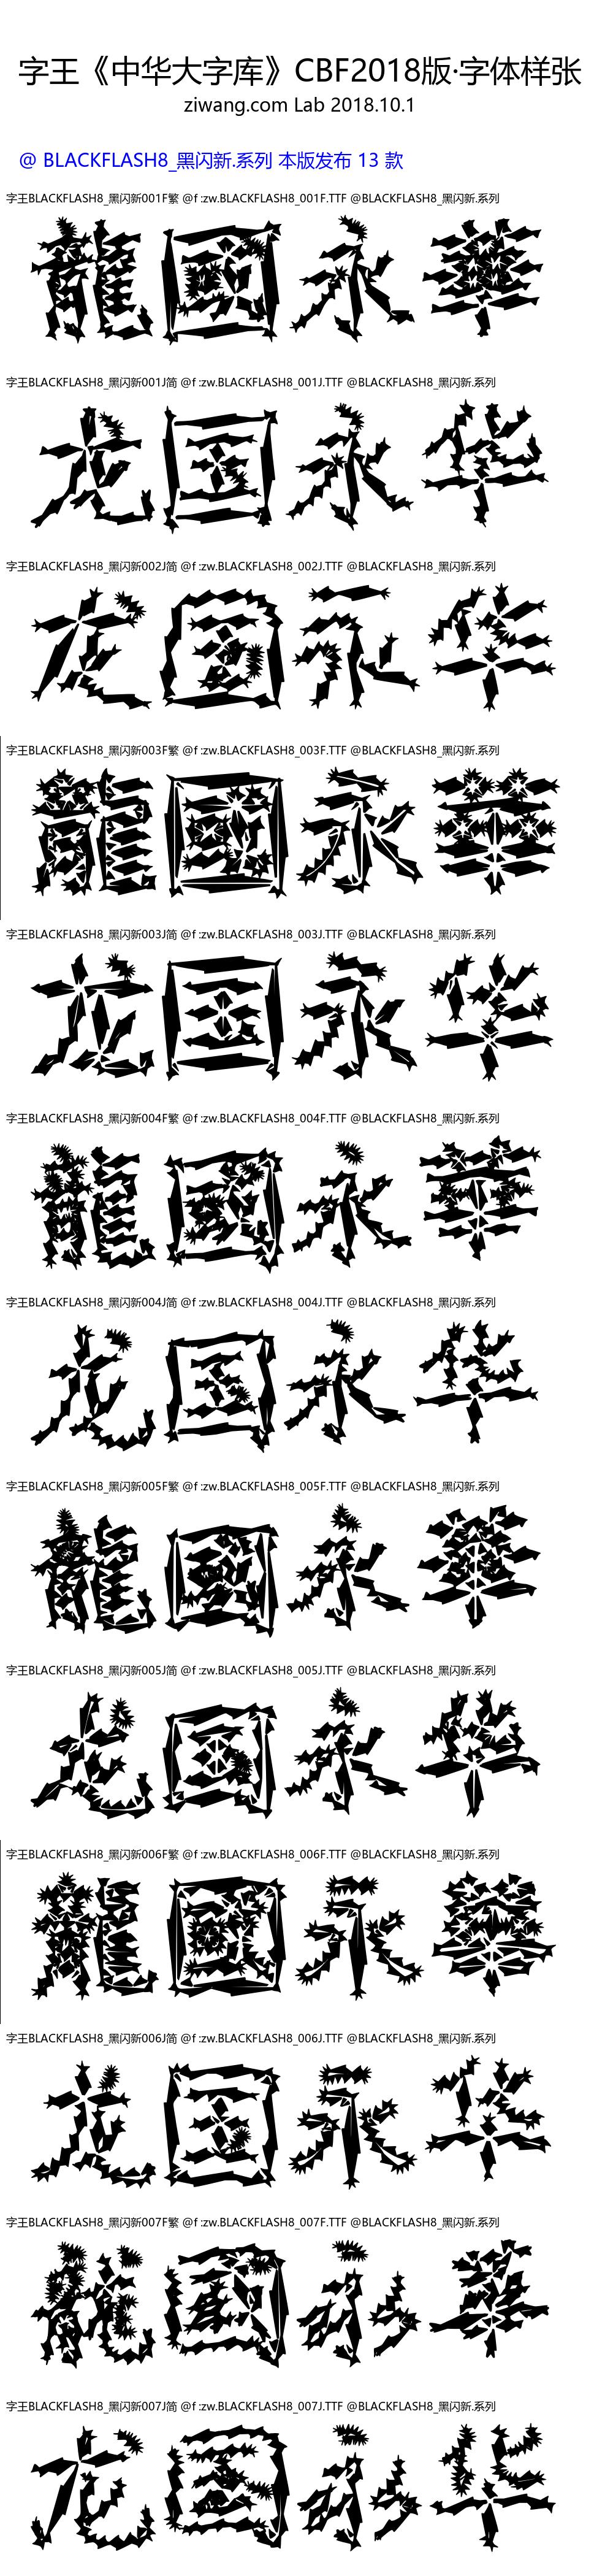 字王《中华大字库》CBF2018版·字体样张
ziwang.com Lab 2018.10.1
@ BLACKFLASH8_黑闪新.系列 本版发布 13 款
字王BLACKFLASH8_黑闪新001F繁 @f :zw.BLACKFLASH8_001F.TTF @BLACKFLASH8_黑闪新.系列
龍國永華
字王BLACKFLASH8_黑闪新001J简 @f :zw.BLACKFLASH8_001J.TTF @BLACKFLASH8_黑闪新.系列
龙国永华
字王BLACKFLASH8_黑闪新002J简 @f :zw.BLACKFLASH8_002J.TTF @BLACKFLASH8_黑闪新.系列
龙国永华
字王BLACKFLASH8_黑闪新003F繁 @f :zw.BLACKFLASH8_003F.TTF @BLACKFLASH8_黑闪新.系列
龍國永華
字王BLACKFLASH8_黑闪新003J简 @f :zw.BLACKFLASH8_003J.TTF @BLACKFLASH8_黑闪新.系列
龙国永华
字王BLACKFLASH8_黑闪新004F繁 @f :zw.BLACKFLASH8_004F.TTF @BLACKFLASH8_黑闪新.系列
龍國永華
字王BLACKFLASH8_黑闪新004J简 @f :zw.BLACKFLASH8_004J.TTF @BLACKFLASH8_黑闪新.系列
龙国永华
字王BLACKFLASH8_黑闪新005F繁 @f :zw.BLACKFLASH8_005F.TTF @BLACKFLASH8_黑闪新.系列
龍國永華
字王BLACKFLASH8_黑闪新005J简 @f :zw.BLACKFLASH8_005J.TTF @BLACKFLASH8_黑闪新.系列
龙国永华
字王BLACKFLASH8_黑闪新006F繁 @f :zw.BLACKFLASH8_006F.TTF @BLACKFLASH8_黑闪新.系列
龍國永華
字王BLACKFLASH8_黑闪新006J简 @f :zw.BLACKFLASH8_006J.TTF @BLACKFLASH8_黑闪新.系列
龙国永华
字王BLACKFLASH8_黑闪新007F繁 @f :zw.BLACKFLASH8_007F.TTF @BLACKFLASH8_黑闪新.系列
龍國永華
字王BLACKFLASH8_黑闪新007J简 @f :zw.BLACKFLASH8_007J.TTF @BLACKFLASH8_黑闪新.系列
龙国永华